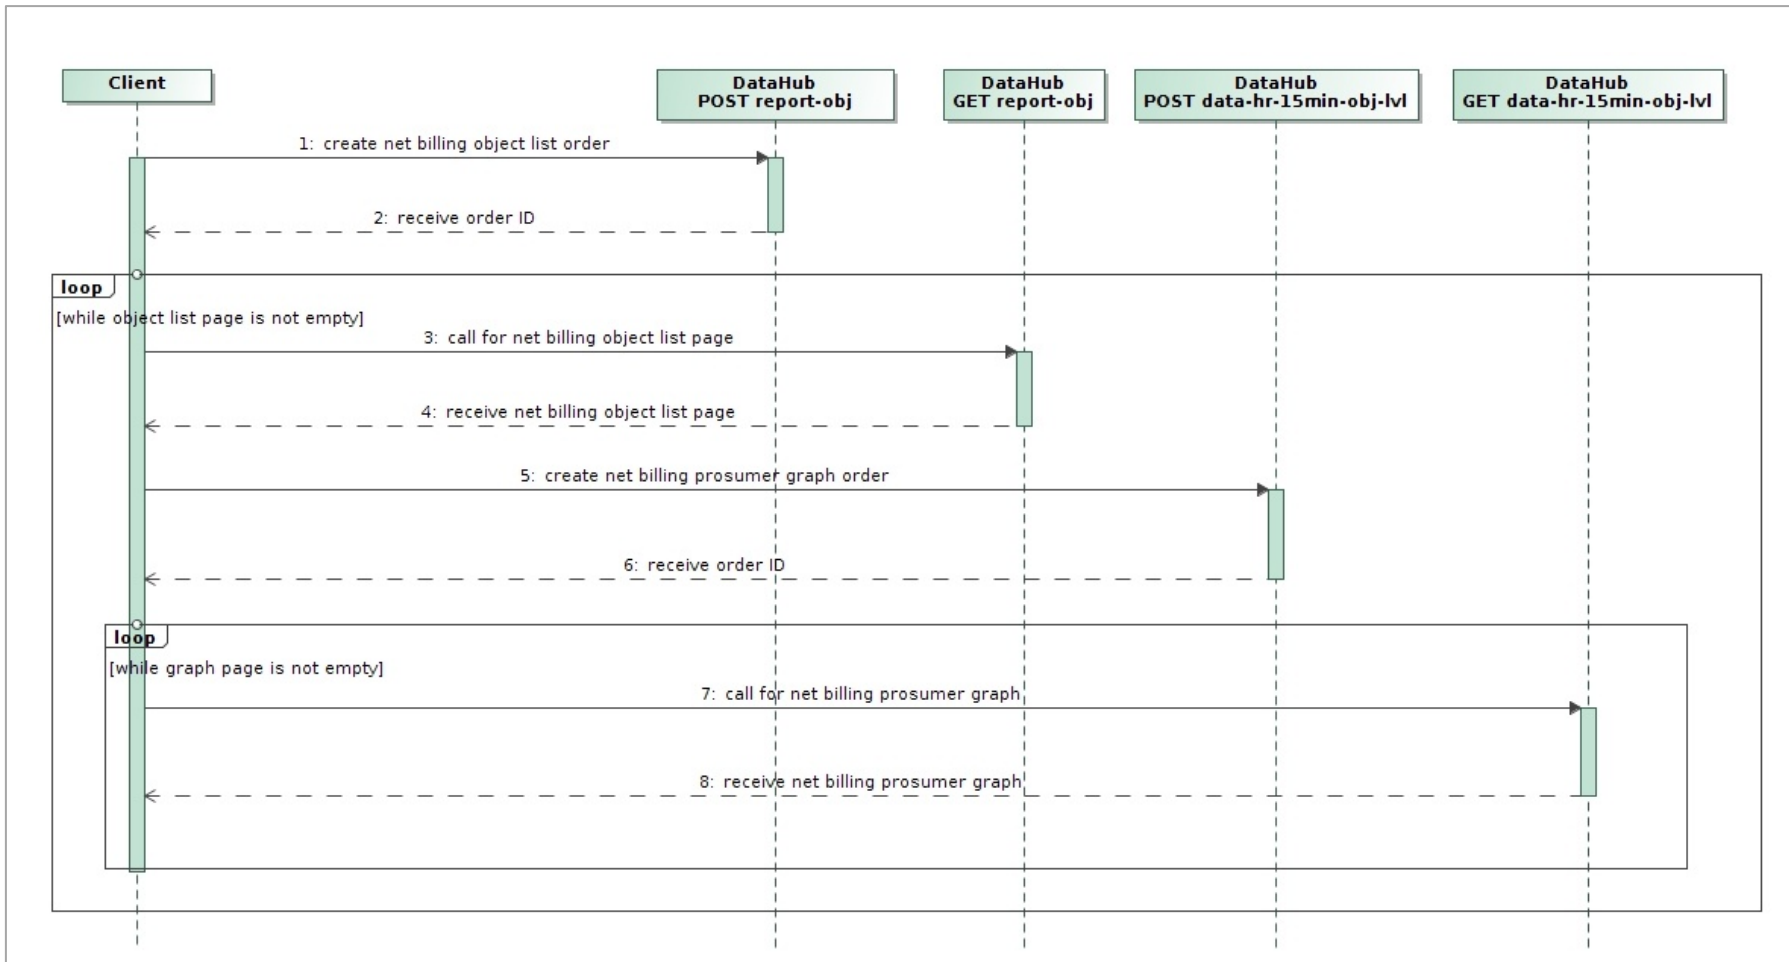 Client
DataHub
POST report-obj
DataHub
GET report-obj
DataHub
POST data-hr-15min-obj-lvl
DataHub
GET data-hr-15min-obj-lvl
1: create net billing object list order
2: receive order ID
loop
[while object list page is not empty]
3: call for net billing object list page
4: receive net billing object list page
5: create net billing prosumer graph order
6: receive order ID
loop
[while graph page is not empty]
7: call for net billing prosumer graph
8: receive net billing prosumer graph